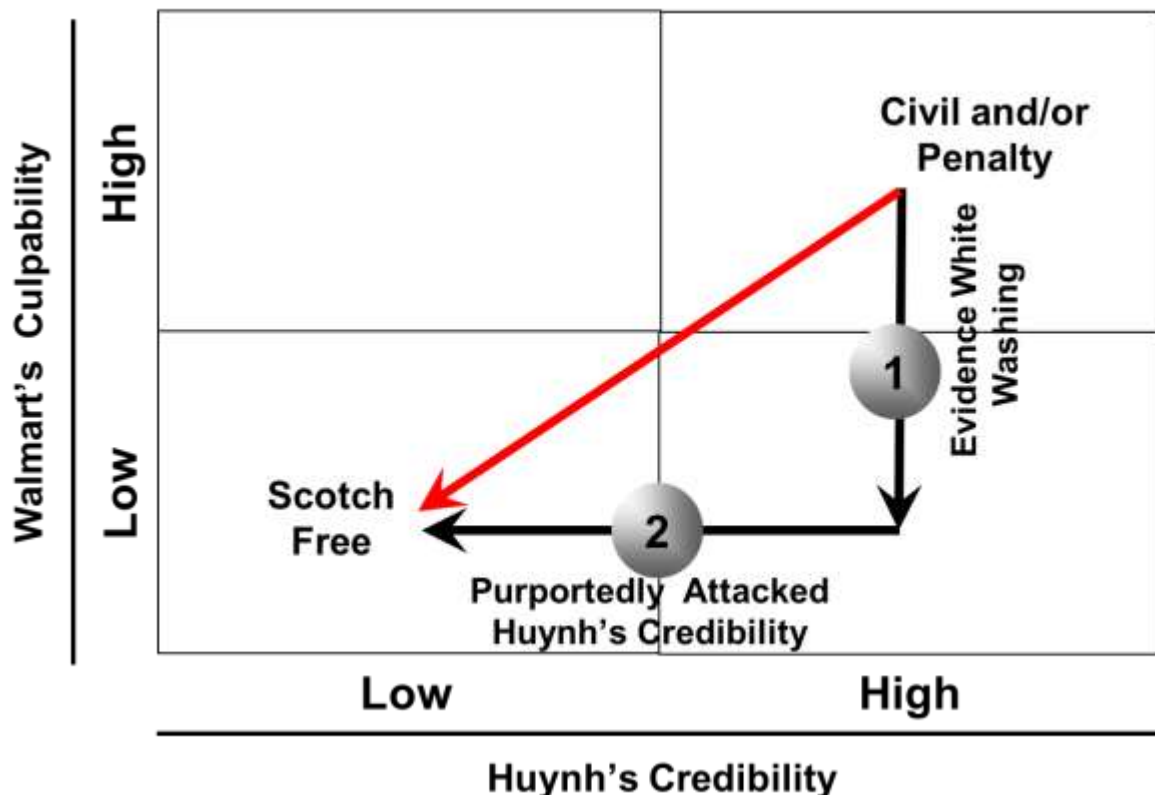 Walmart's Culpability
High
Low
Civil and/or
Penalty
Evidence White
Washing
1
Scotch
Free
2
Purportedly Attacked
Huynh's Credibility
Low
High
Huynh's Credibility